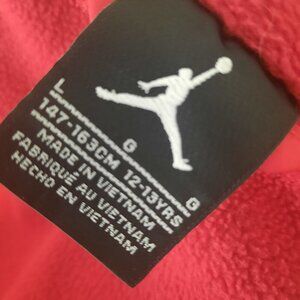 L G G
147-163CM 12-13YRS
MADE IN VIETNAM
FABRIQUÉ AU VIETNAM
HECHO EN VIETNAM